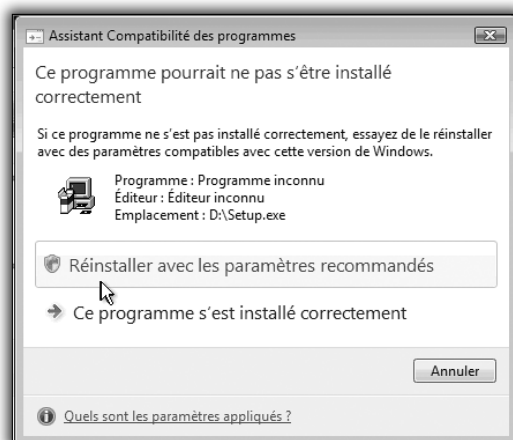 Assistant Compatibilité des programmes
Ce programme pourrait ne pas s'être installé
correctement
Si ce programme ne s'est pas installé correctement, essayez de le réinstaller
avec des paramètres compatibles avec cette version de Windows.
Programme : Programme inconnu
Éditeur : Éditeur inconnu
Emplacement : D:\Setup.exe
Réinstaller avec les paramètres recommandés
Ce programme s'est installé correctement
Annuler
Quels sont les paramètres appliqués ?